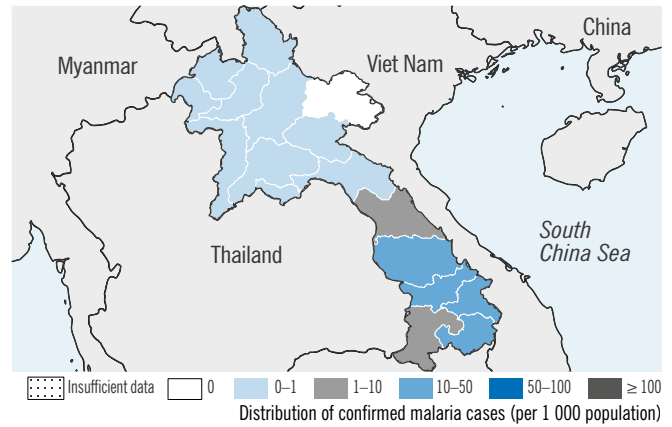 China
Myanmar
Viet Nam
Thailand
South
China Sea
Insufficient data 0 0–1 1–10 10–50 50–100 ≥ 100
Distribution of confirmed malaria cases (per 1 000 population)